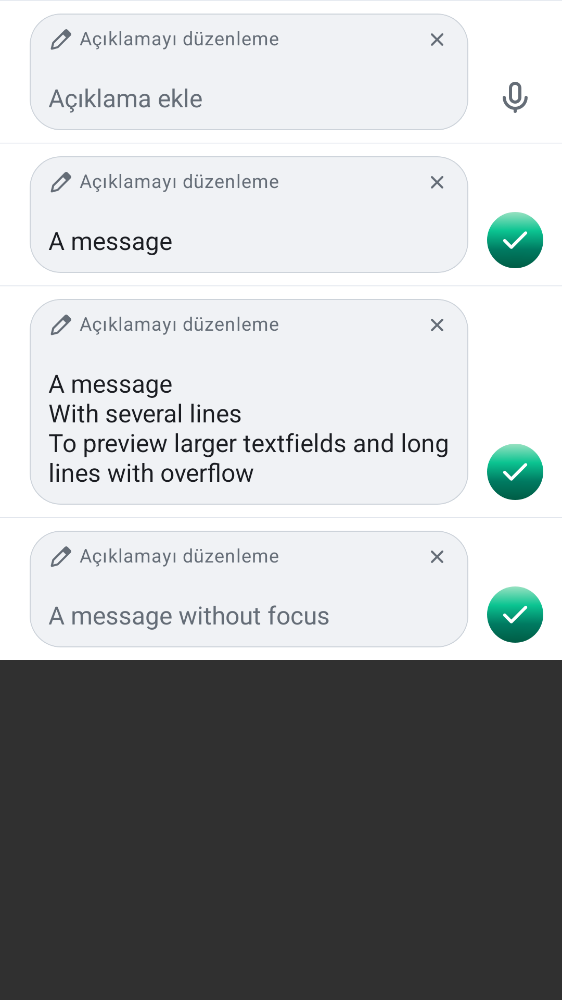 Açıklamayı düzenleme
Açıklama ekle
Açıklamayı düzenleme
A message
Açıklamayı düzenleme
A message
With several lines
To preview larger textfields and long
lines with overflow
Açıklamayı düzenleme
A message without focus